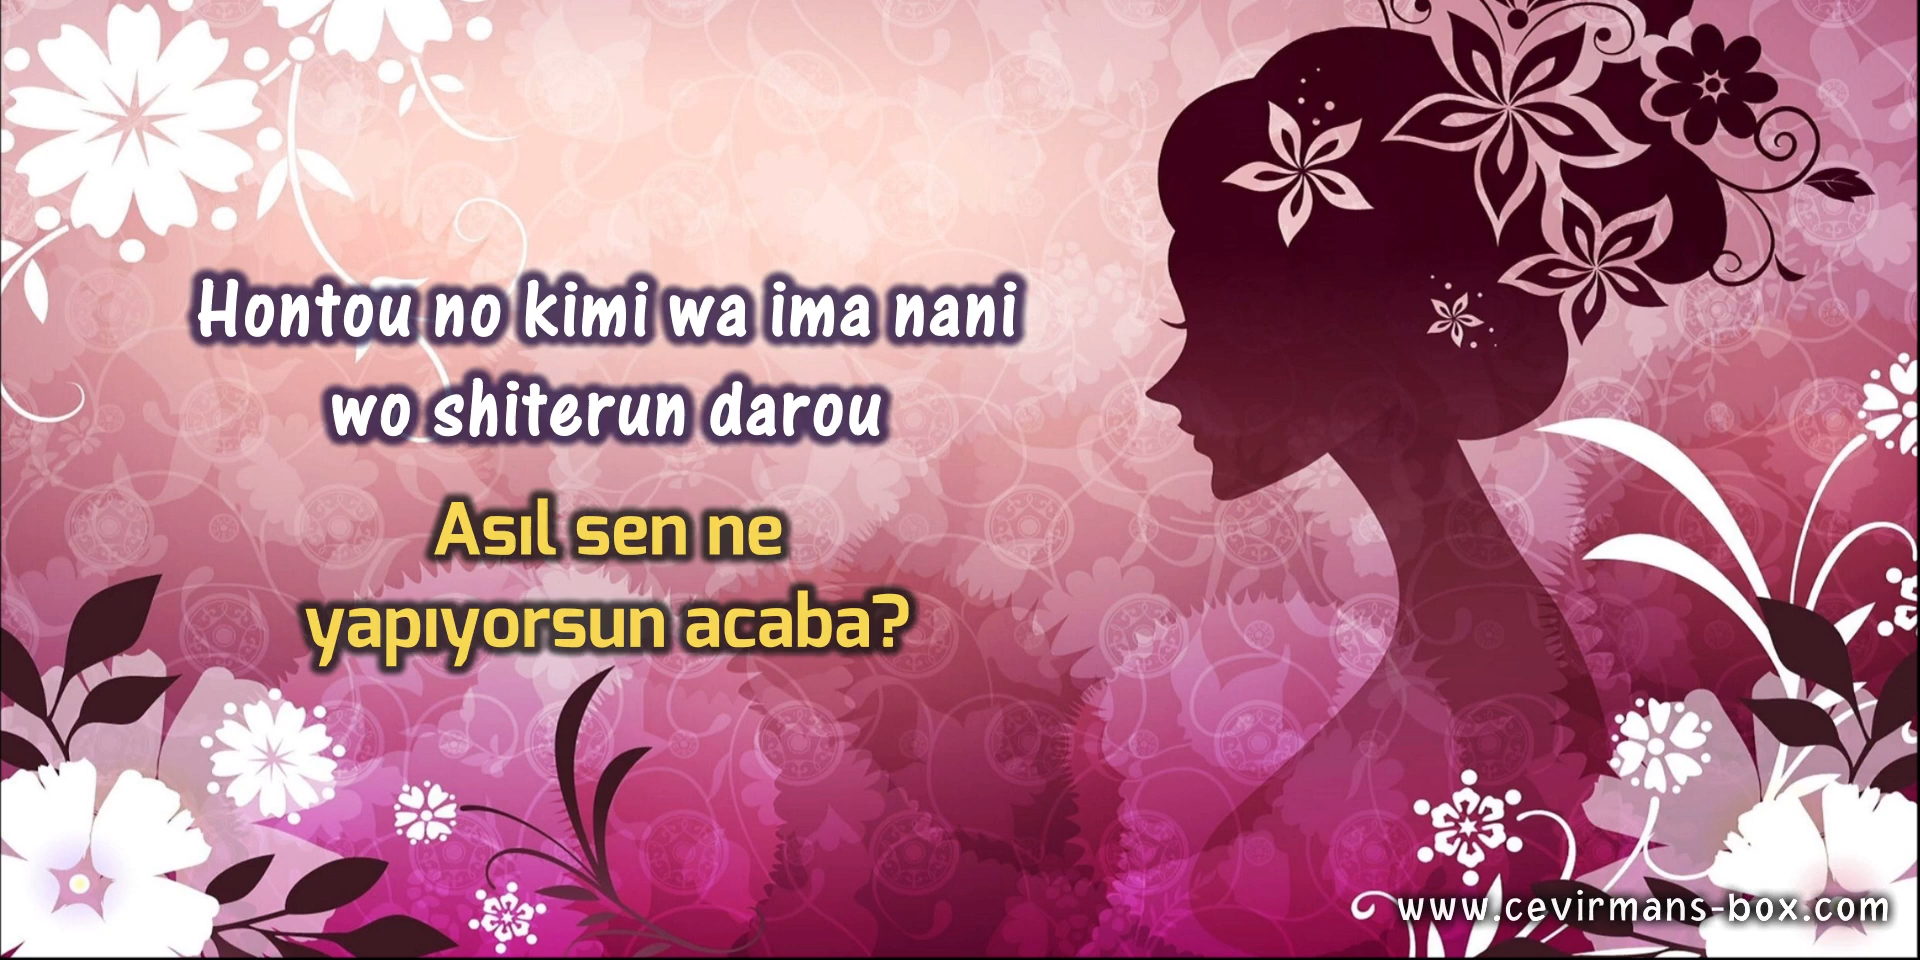 Hontou no kimi wa ima nani
wo shiterun darou
Asıl sen ne
yapıyorsun acaba?
www.cevirmans-box.com